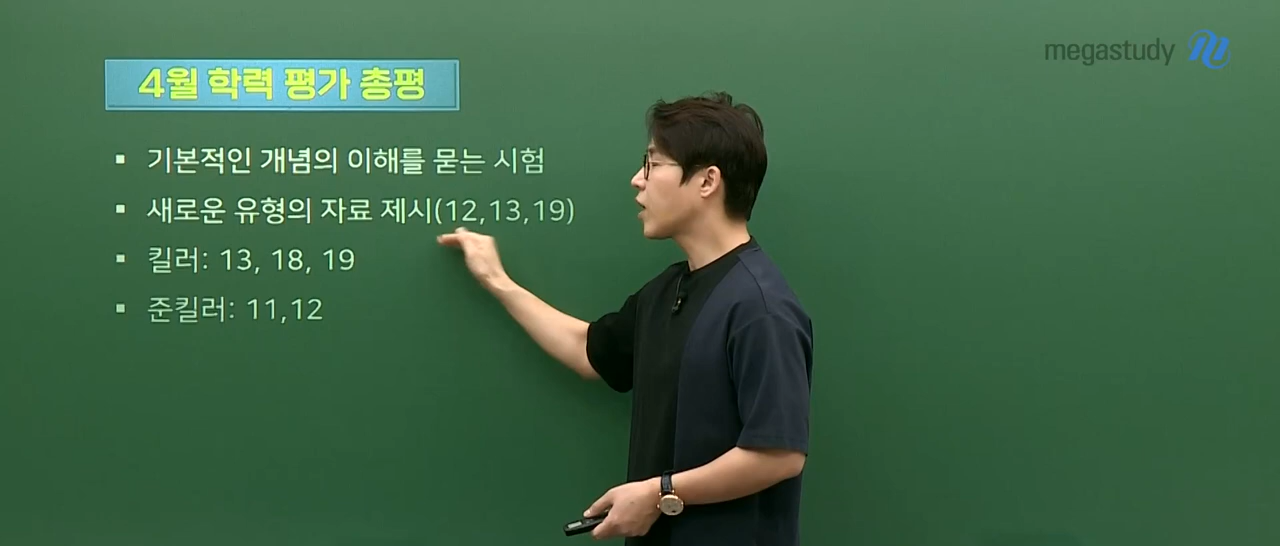 megastudy
4월 학력 평가 총평
▪ 기본적인 개념의 이해를 묻는 시험
▪ 새로운 유형의 자료 제시(12,13,19)
▪ 킬러: 13, 18, 19
▪ 준킬러: 11,12